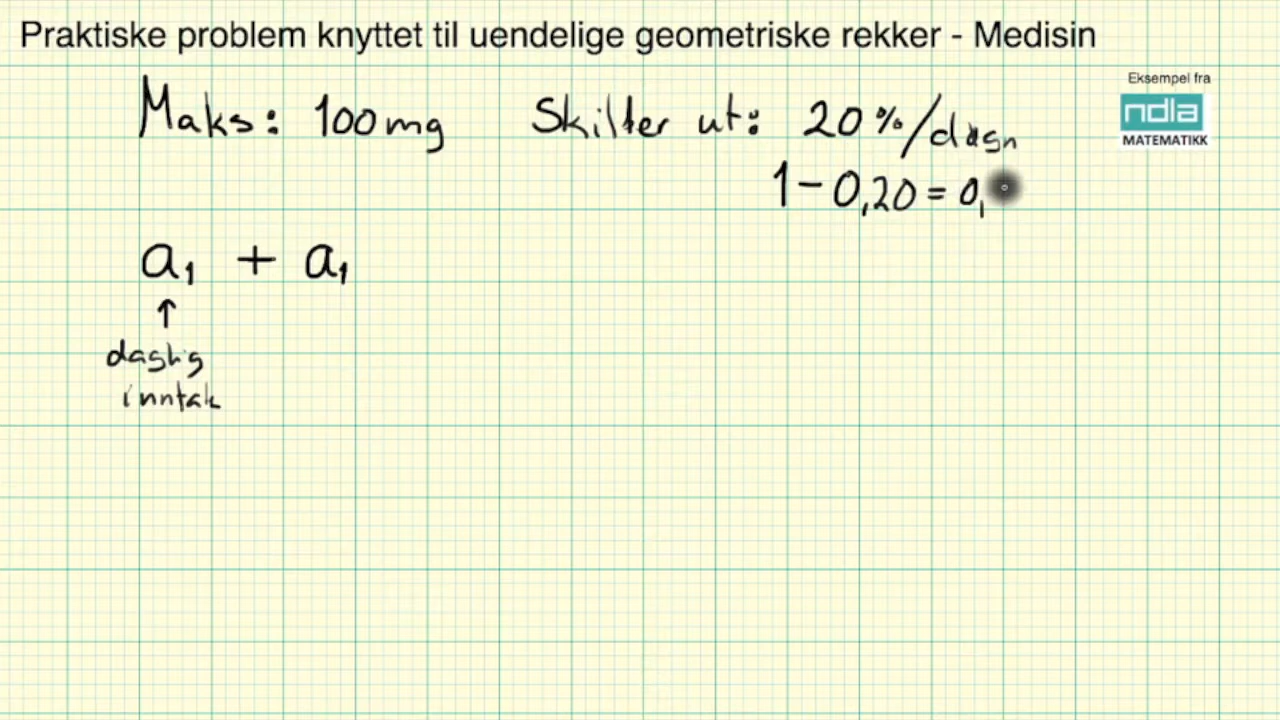 Praktiske problem knyttet til uendelige geometriske rekker - Medisin
Eksempel fra
ndla
MATEMATIKK
Maks: 100 mg Skiller ut: 20 %/døgn
1 - 0,20 = 0,
a₁ + a₁
↑
daglig
inntak